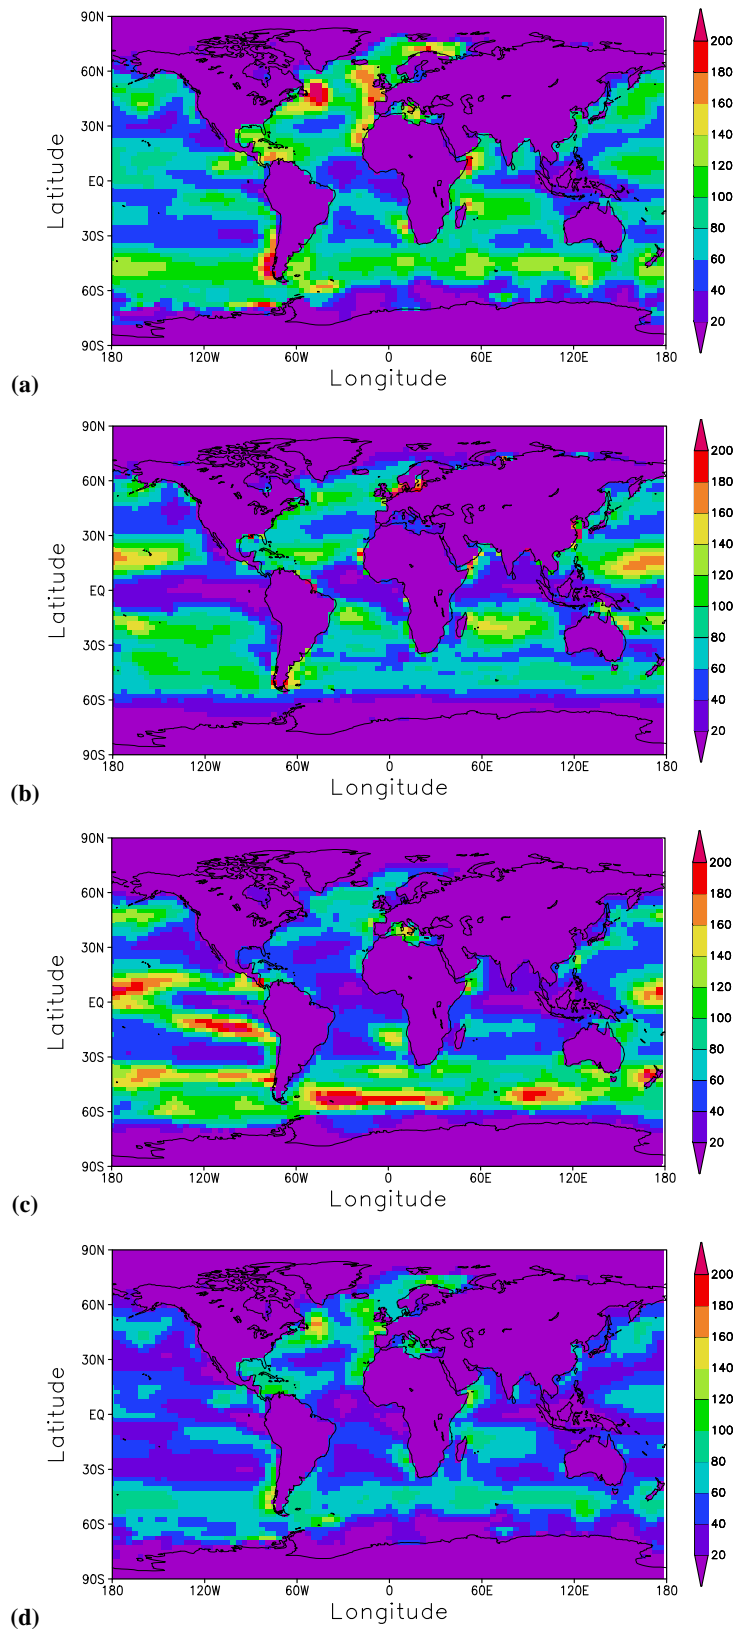 90N
60N
30N
EQ
30S
60S
90S
180
120W
60W
0
60E
120E
180
Latitude
Longitude
200
180
160
140
120
100
80
60
40
20
(a)
90N
60N
30N
EQ
30S
60S
90S
180
120W
60W
0
60E
120E
180
Latitude
Longitude
200
180
160
140
120
100
80
60
40
20
(b)
90N
60N
30N
EQ
30S
60S
90S
180
120W
60W
0
60E
120E
180
Latitude
Longitude
200
180
160
140
120
100
80
60
40
20
(c)
90N
60N
30N
EQ
30S
60S
90S
180
120W
60W
0
60E
120E
180
Latitude
Longitude
200
180
160
140
120
100
80
60
40
20
(d)